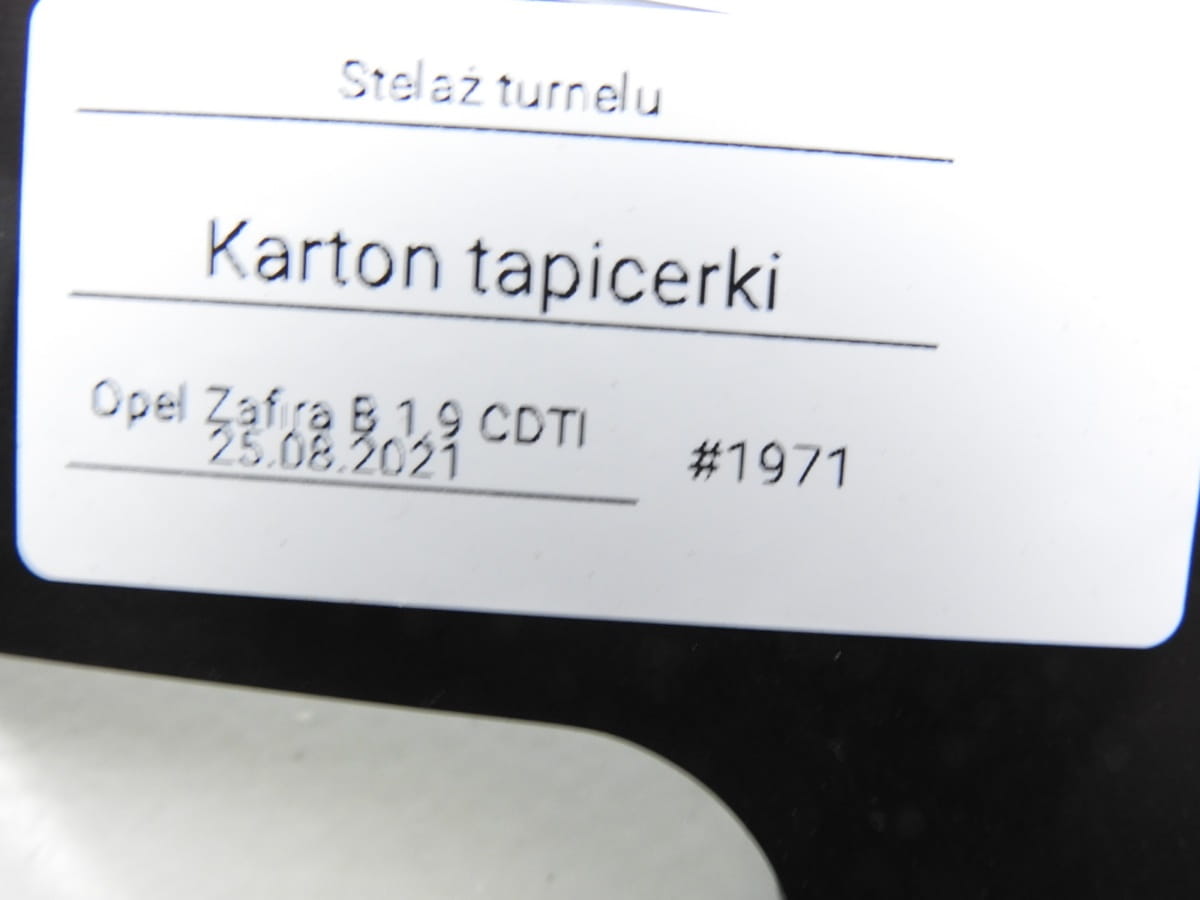 Stelaż turnelu
Karton tapicerki
Opel Zafira B 1.9 CDTI
25.08.2021
#1971